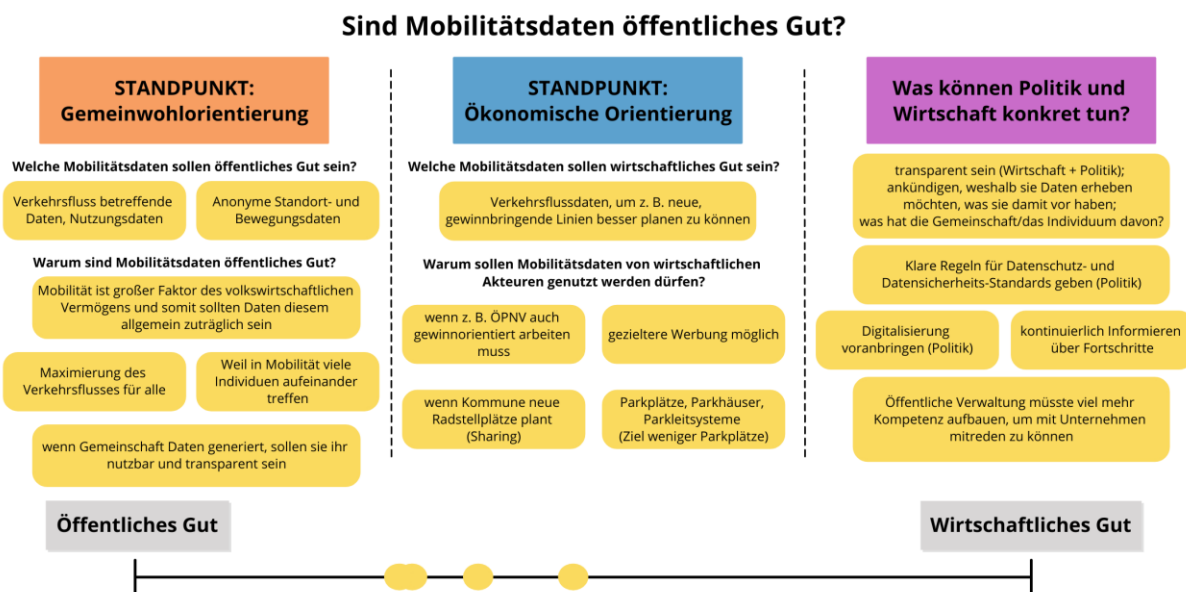 Sind Mobilitätsdaten öffentliches Gut?
STANDPUNKT:
Gemeinwohlorientierung
Welche Mobilitätsdaten sollen öffentliches Gut sein?
Verkehrsfluss betreffende
Daten, Nutzungsdaten
Anonyme Standort- und
Bewegungsdaten
Warum sind Mobilitätsdaten öffentliches Gut?
Mobilität ist großer Faktor des volkswirtschaftlichen
Vermögens und somit sollten Daten diesem
allgemein zuträglich sein
Maximierung des
Verkehrsflusses für alle
Weil in Mobilität viele
Individuen aufeinander
treffen
wenn Gemeinschaft Daten generiert, sollen sie ihr
nutzbar und transparent sein
STANDPUNKT:
Ökonomische Orientierung
Welche Mobilitätsdaten sollen wirtschaftliches Gut sein?
Verkehrsflussdaten, um z. B. neue,
gewinnbringende Linien besser planen zu können
Warum sollen Mobilitätsdaten von wirtschaftlichen
Akteuren genutzt werden dürfen?
wenn z. B. ÖPNV auch
gewinnorientiert arbeiten
muss
gezieltere Werbung möglich
wenn Kommune neue
Radstellplätze plant
(Sharing)
Parkplätze, Parkhäuser,
Parkleitsysteme
(Ziel weniger Parkplätze)
Was können Politik und
Wirtschaft konkret tun?
transparent sein (Wirtschaft + Politik);
ankündigen, weshalb sie Daten erheben
möchten, was sie damit vor haben;
was hat die Gemeinschaft/das Individuum davon?
Klare Regeln für Datenschutz- und
Datensicherheits-Standards geben (Politik)
Digitalisierung
voranbringen (Politik)
kontinuierlich Informieren
über Fortschritte
Öffentliche Verwaltung müsste viel mehr
Kompetenz aufbauen, um mit Unternehmen
mitreden zu können
Öffentliches Gut
Wirtschaftliches Gut